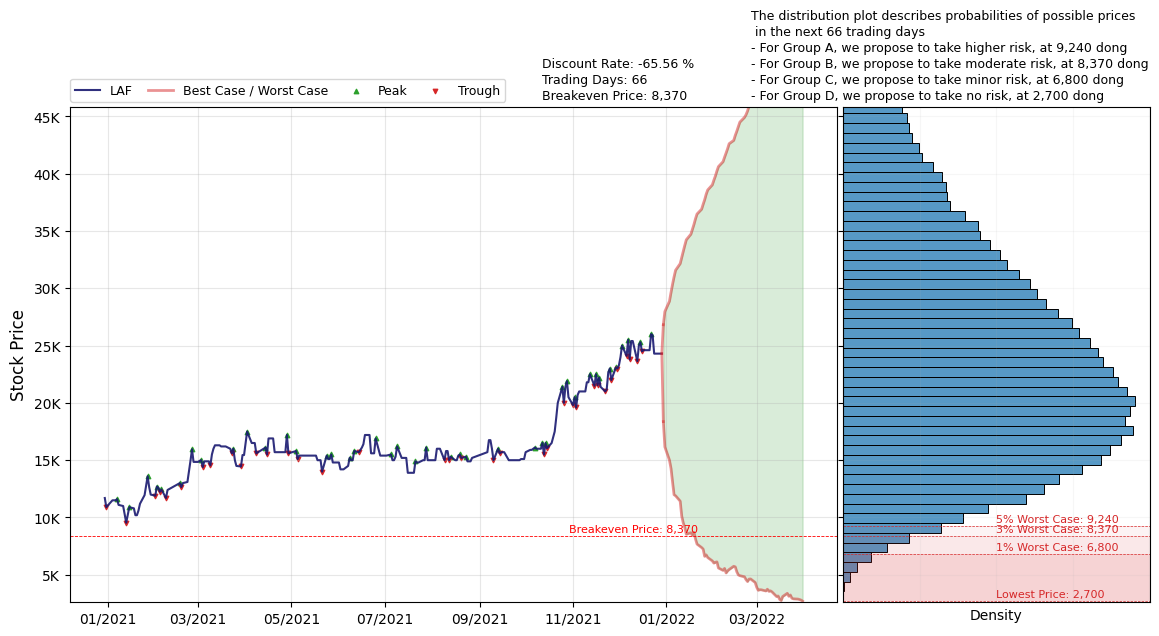 The distribution plot describes probabilities of possible prices
in the next 66 trading days
- For Group A, we propose to take higher risk, at 9,240 dong
- For Group B, we propose to take moderate risk, at 8,370 dong
- For Group C, we propose to take minor risk, at 6,800 dong
- For Group D, we propose to take no risk, at 2,700 dong
Discount Rate: -65.56 %
Trading Days: 66
Breakeven Price: 8,370
LAF Best Case / Worst Case Peak Trough
Stock Price
45K
40K
35K
30K
25K
20K
15K
10K
5K
Breakeven Price: 8,370
01/2021 03/2021 05/2021 07/2021 09/2021 11/2021 01/2022 03/2022
5% Worst Case: 9,240
3% Worst Case: 8,370
1% Worst Case: 6,800
Lowest Price: 2,700
Density